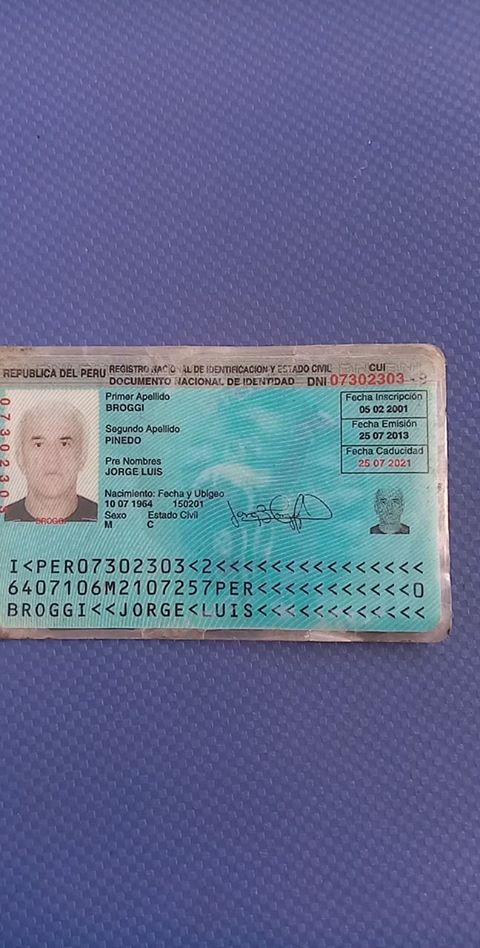 REPUBLICA DEL PERU REGISTRO NACIONAL DE IDENTIFICACION Y ESTADO CIVIL CUI
DOCUMENTO NACIONAL DE IDENTIDAD DNI 07302303 - 9
07302303
Primer Apellido
BROGGI
Segundo Apellido
PINEDO
Pre Nombres
JORGE LUIS
Nacimiento: Fecha y Ubigeo
10 07 1964 150201
Sexo Estado Civil
M C
Fecha Inscripción
05 02 2001
Fecha Emisión
25 07 2013
Fecha Caducidad
25 07 2021
BROGGI
I<PER07302303<2<<<<<<<<<<<<<<<
6407106M2107257PER<<<<<<<<<<<0
BROGGI<<JORGE<LUIS<<<<<<<<<<<<